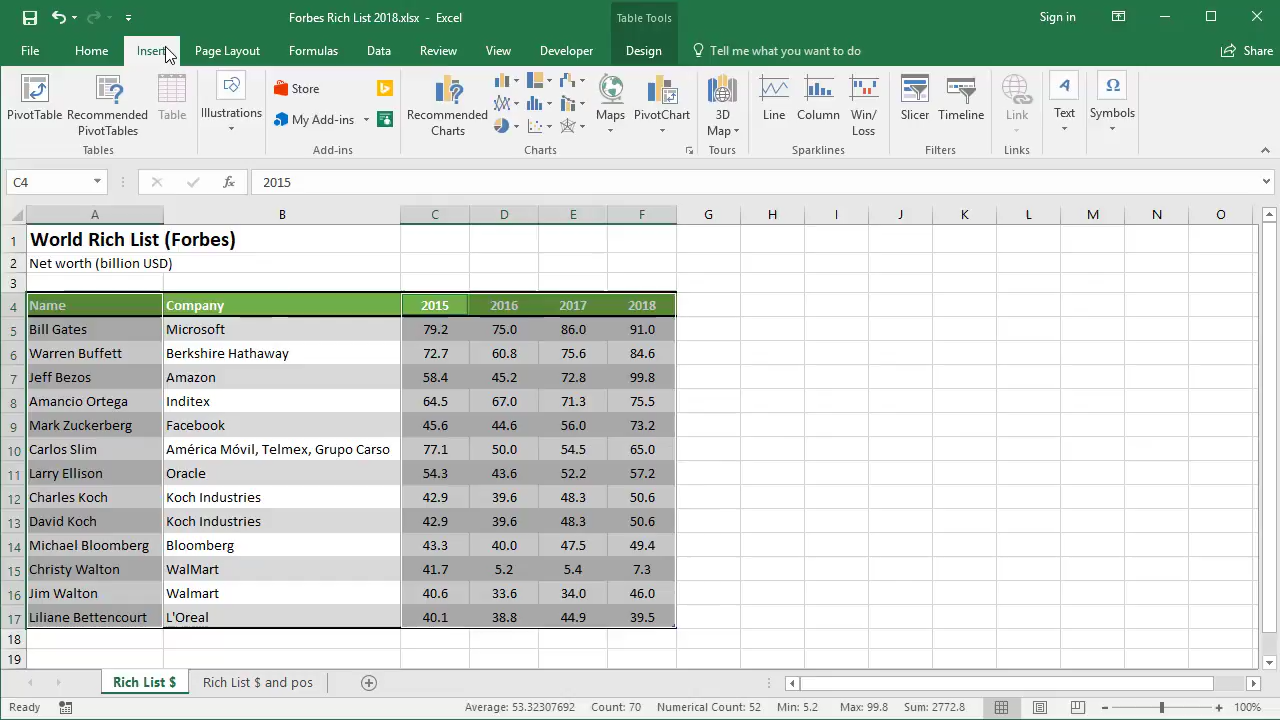 Forbes Rich List 2018.xlsx - Excel
Table Tools
Sign in
File Home Insert Page Layout Formulas Data Review View Developer Design Tell me what you want to do Share
PivotTable
Recommended
PivotTables
Table
Tables
Illustrations
Store
My Add-ins
Add-ins
Recommended
Charts
Maps
PivotChart
Charts
3D
Map
Tours
Line
Column
Win/
Loss
Sparklines
Slicer
Timeline
Filters
Link
Links
Text
Symbols
C4 fx 2015
A B C D E F G H I J K L M N O
1 World Rich List (Forbes)
2 Net worth (billion USD)
3
4 Name Company 2015 2016 2017 2018
5 Bill Gates Microsoft 79.2 75.0 86.0 91.0
6 Warren Buffett Berkshire Hathaway 72.7 60.8 75.6 84.6
7 Jeff Bezos Amazon 58.4 45.2 72.8 99.8
8 Amancio Ortega Inditex 64.5 67.0 71.3 75.5
9 Mark Zuckerberg Facebook 45.6 44.6 56.0 73.2
10 Carlos Slim América Móvil, Telmex, Grupo Carso 77.1 50.0 54.5 65.0
11 Larry Ellison Oracle 54.3 43.6 52.2 57.2
12 Charles Koch Koch Industries 42.9 39.6 48.3 50.6
13 David Koch Koch Industries 42.9 39.6 48.3 50.6
14 Michael Bloomberg Bloomberg 43.3 40.0 47.5 49.4
15 Christy Walton WalMart 41.7 5.2 5.4 7.3
16 Jim Walton Walmart 40.6 33.6 34.0 46.0
17 Liliane Bettencourt L'Oreal 40.1 38.8 44.9 39.5
18
19
Rich List $ Rich List $ and pos
Ready Average: 53.32307692 Count: 70 Numerical Count: 52 Min: 5.2 Max: 99.8 Sum: 2772.8 100%